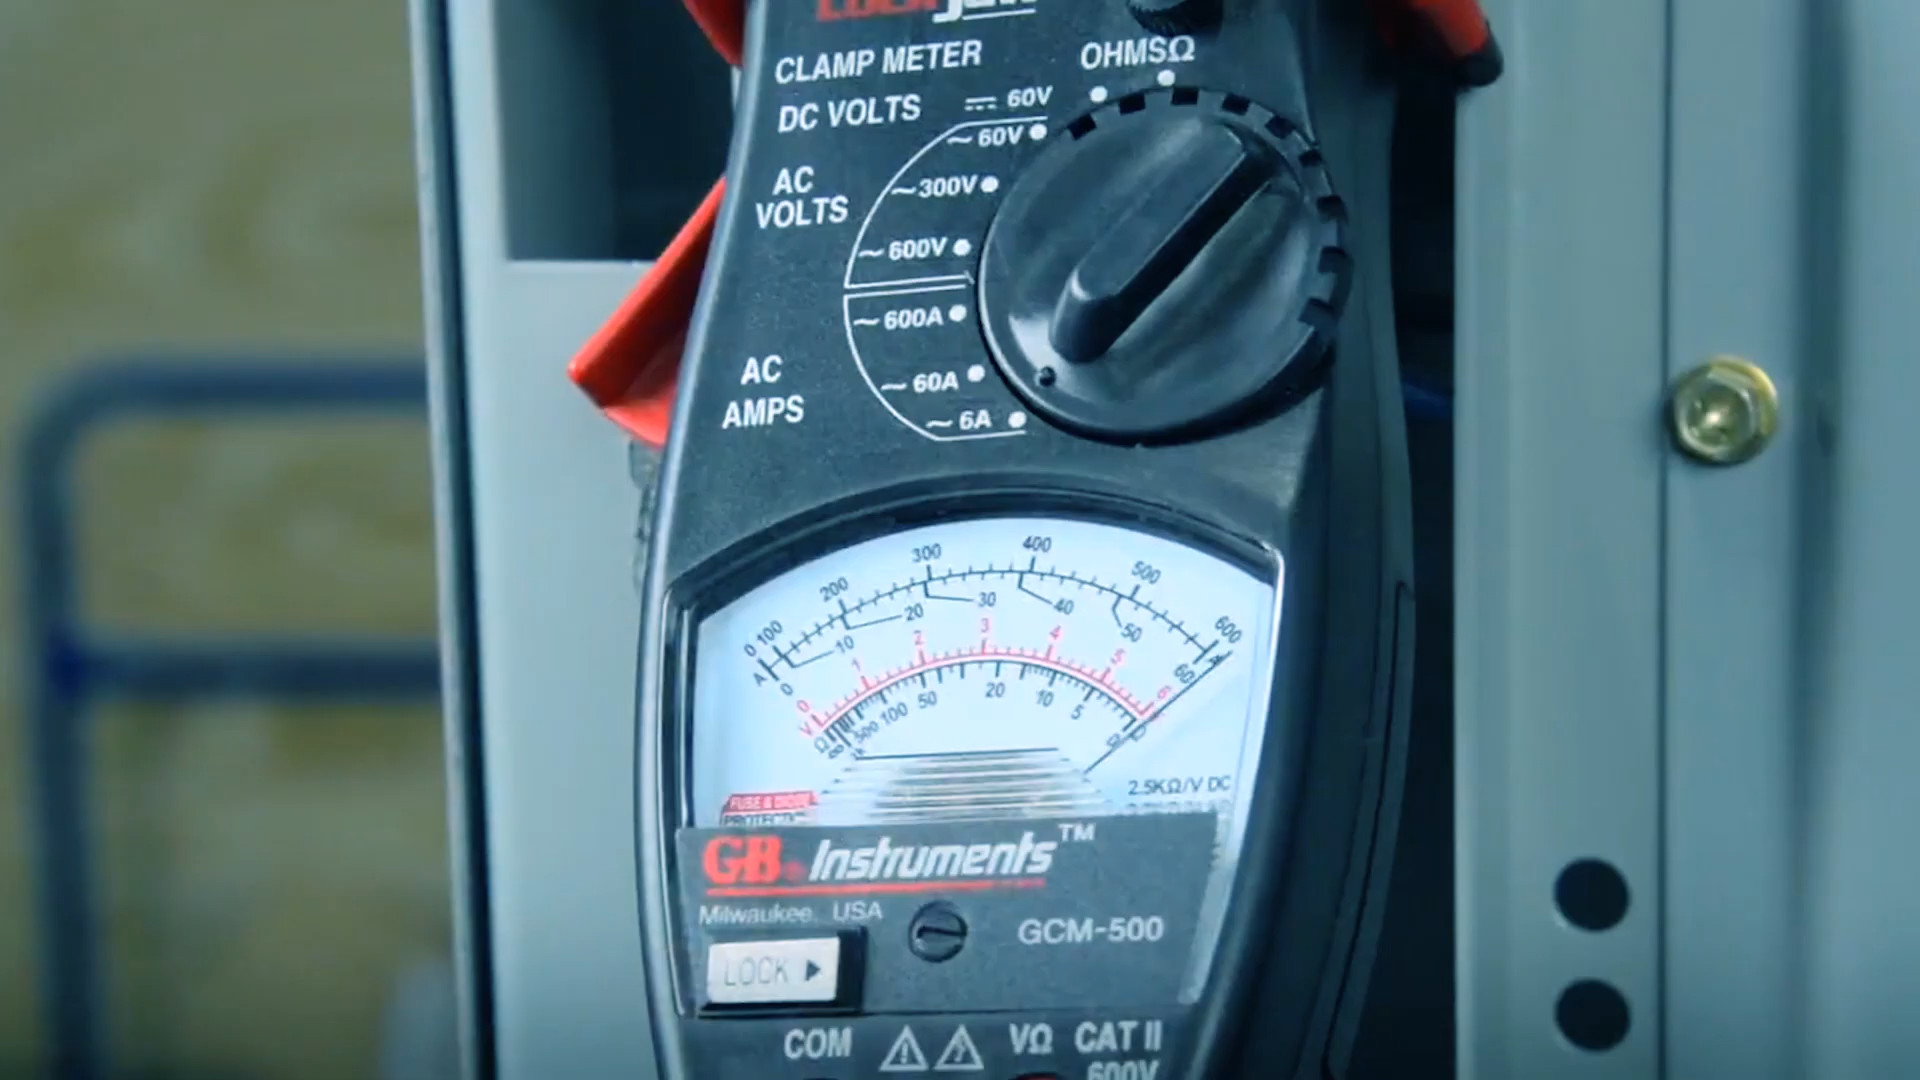 CLAMP METER
OHMSΩ
DC VOLTS
⎓ 60V
~ 60V
AC
VOLTS
~ 300V
~ 600V
~ 600A
AC
AMPS
~ 60A
~ 6A
0 100 200 300 400 500 600
A 0 10 20 30 40 50 60 A
V 0 1 2 3 4 5 6
Ω ∞ 500 100 50 20 10 5
2.5KΩ/V DC
FUSE & DIODE
GB Instruments™
Milwaukee, USA
GCM-500
LOCK ▶
COM
VΩ
CAT II
600V